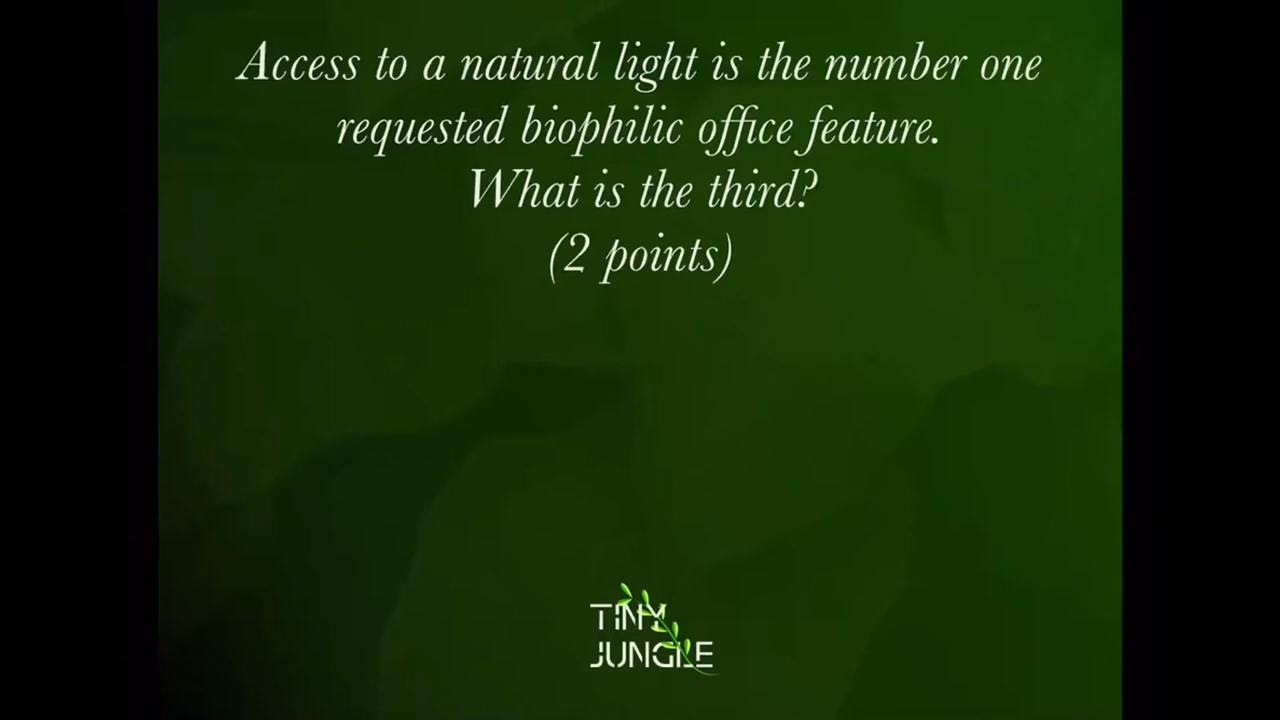 Access to a natural light is the number one
requested biophilic office feature.
What is the third?
(2 points)
TINY
JUNGLE